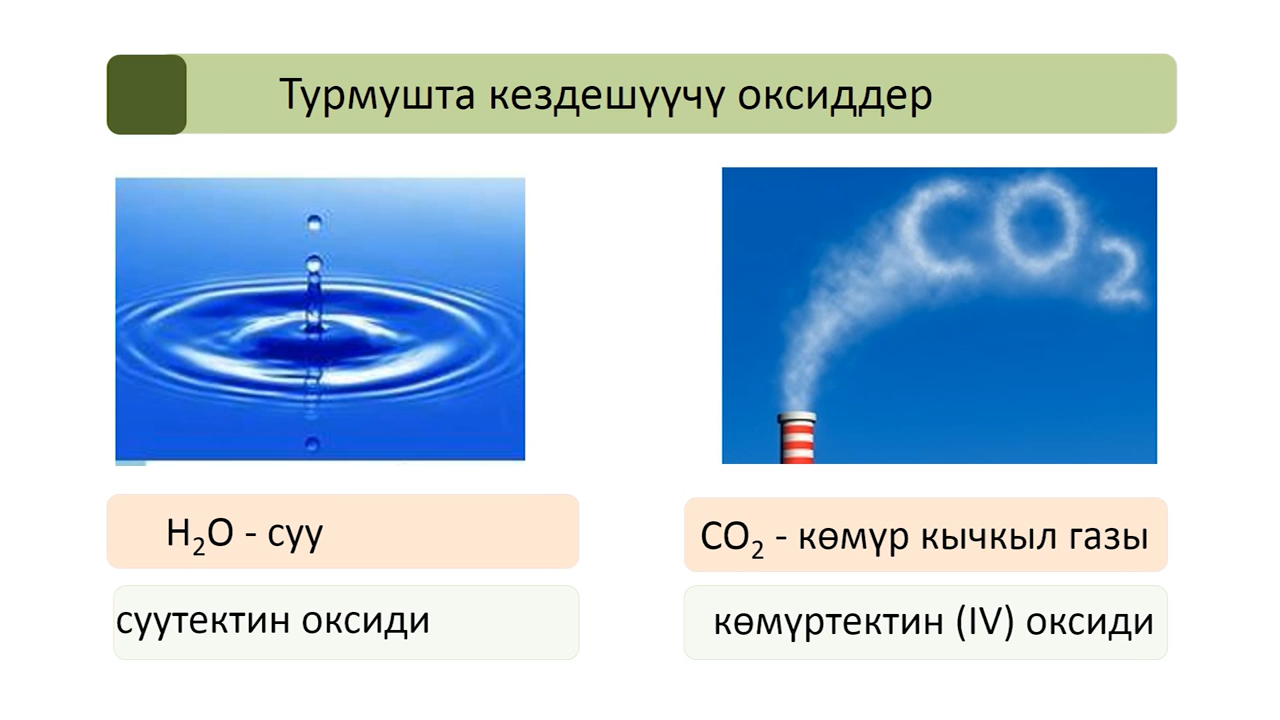 Турмушта кездешүүчү оксиддер
CO2
H2O - суу
CO2 - көмүр кычкыл газы
суутектин оксиди
көмүртектин (IV) оксиди